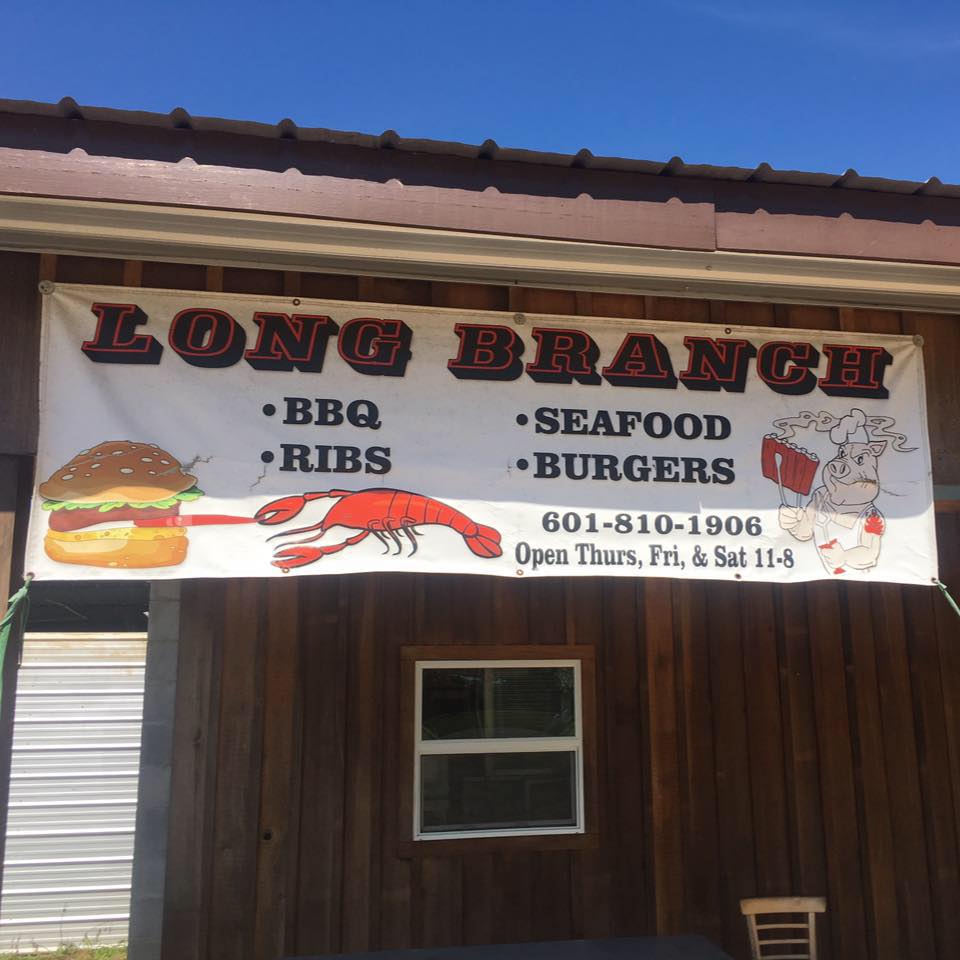 LONG BRANCH
•BBQ
•RIBS
•SEAFOOD
•BURGERS
601-810-1906
Open Thurs, Fri, & Sat 11-8